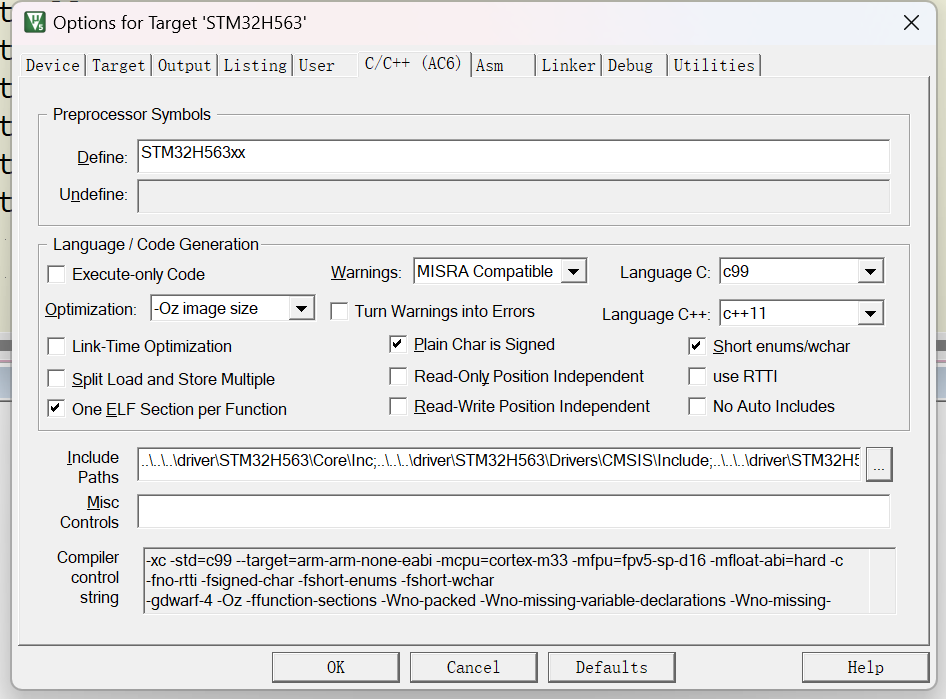 Options for Target 'STM32H563'
Device Target Output Listing User C/C++ (AC6) Asm Linker Debug Utilities
Preprocessor Symbols
Define: STM32H563xx
Undefine:
Language / Code Generation
Execute-only Code Warnings: MISRA Compatible Language C: c99
Optimization: -Oz image size Turn Warnings into Errors Language C++: c++11
Link-Time Optimization Plain Char is Signed Short enums/wchar
Split Load and Store Multiple Read-Only Position Independent use RTTI
One ELF Section per Function Read-Write Position Independent No Auto Includes
Include
Paths
..\..\..\driver\STM32H563\Core\Inc;..\..\..\driver\STM32H563\Drivers\CMSIS\Include;..\..\..\driver\STM32H5 ...
Misc
Controls
Compiler
control
string
-xc -std=c99 --target=arm-arm-none-eabi -mcpu=cortex-m33 -mfpu=fpv5-sp-d16 -mfloat-abi=hard -c
-fno-rtti -fsigned-char -fshort-enums -fshort-wchar
-gdwarf-4 -Oz -ffunction-sections -Wno-packed -Wno-missing-variable-declarations -Wno-missing-
OK Cancel Defaults Help